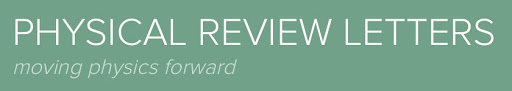 PHYSICAL REVIEW LETTERS
moving physics forward